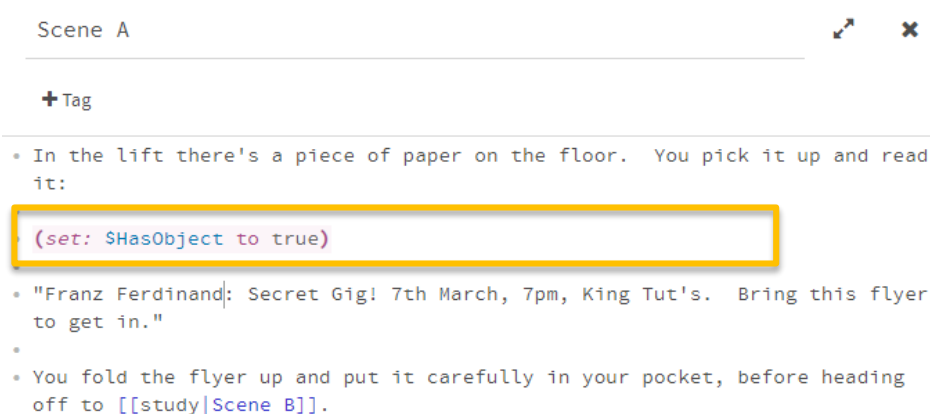 Scene A
+ Tag
In the lift there's a piece of paper on the floor.  You pick it up and read
it:
(set: $HasObject to true)
"Franz Ferdinand: Secret Gig! 7th March, 7pm, King Tut's.  Bring this flyer
to get in."
You fold the flyer up and put it carefully in your pocket, before heading
off to [[study|Scene B]].